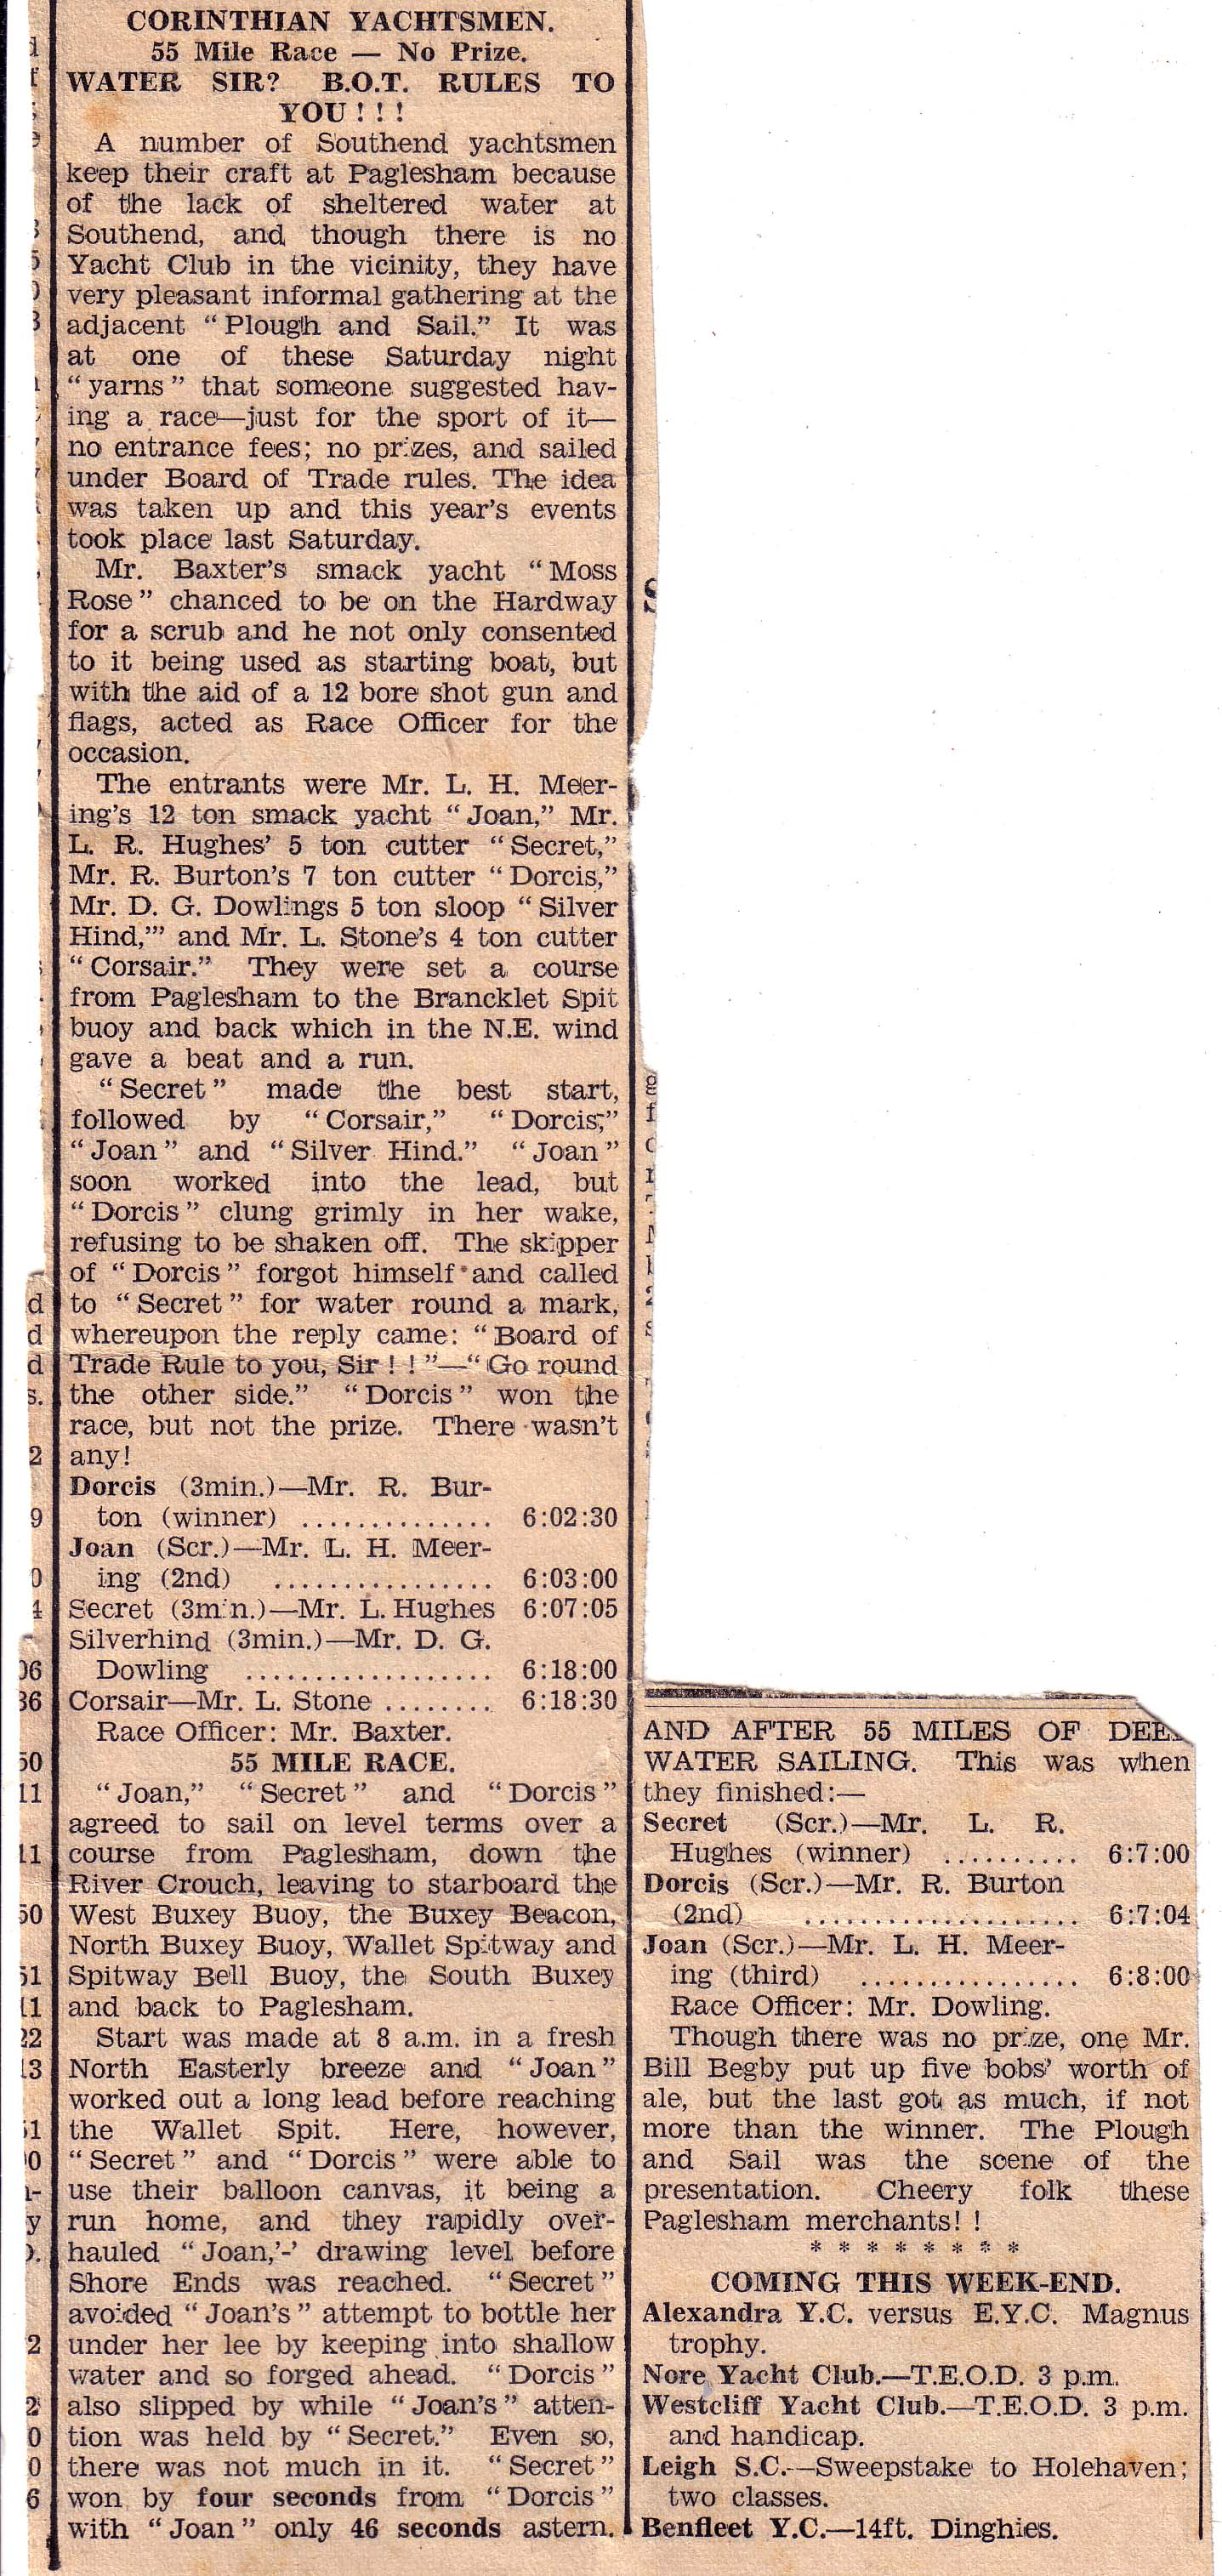 CORINTHIAN YACHTSMEN.
55 Mile Race — No Prize.
WATER SIR? B.O.T. RULES TO
YOU!!!
A number of Southend yachtsmen
keep their craft at Paglesham because
of the lack of sheltered water at
Southend, and though there is no
Yacht Club in the vicinity, they have
very pleasant informal gathering at the
adjacent “Plough and Sail.” It was
at one of these Saturday night
“yarns” that someone suggested hav-
ing a race—just for the sport of it—
no entrance fees; no prizes, and sailed
under Board of Trade rules. The idea
was taken up and this year's events
took place last Saturday.
Mr. Baxter's smack yacht “Moss
Rose” chanced to be on the Hardway
for a scrub and he not only consented
to it being used as starting boat, but
with the aid of a 12 bore shot gun and
flags, acted as Race Officer for the
occasion.
The entrants were Mr. L. H. Meer-
ing's 12 ton smack yacht “Joan,” Mr.
L. R. Hughes' 5 ton cutter “Secret,”
Mr. R. Burton's 7 ton cutter “Dorcis,”
Mr. D. G. Dowlings 5 ton sloop “Silver
Hind,”' and Mr. L. Stone's 4 ton cutter
“Corsair.” They were set a course
from Paglesham to the Brancklet Spit
buoy and back which in the N.E. wind
gave a beat and a run.
“Secret” made the best start,
followed by “Corsair,” “Dorcis,”
“Joan” and “Silver Hind.” “Joan”
soon worked into the lead, but
“Dorcis” clung grimly in her wake,
refusing to be shaken off. The skipper
of “Dorcis” forgot himself and called
to “Secret” for water round a mark,
whereupon the reply came: “Board of
Trade Rule to you, Sir!!”—“Go round
the other side.” “Dorcis” won the
race, but not the prize. There wasn't
any!
Dorcis (3min.)—Mr. R. Bur-
ton (winner) .............. 6:02:30
Joan (Scr.)—Mr. L. H. Meer-
ing (2nd) ................ 6:03:00
Secret (3min.)—Mr. L. Hughes 6:07:05
Silverhind (3min.)—Mr. D. G.
Dowling .................. 6:18:00
Corsair—Mr. L. Stone ........ 6:18:30
Race Officer: Mr. Baxter.
55 MILE RACE.
“Joan,” “Secret” and “Dorcis”
agreed to sail on level terms over a
course from Paglesham, down the
River Crouch, leaving to starboard the
West Buxey Buoy, the Buxey Beacon,
North Buxey Buoy, Wallet Spitway and
Spitway Bell Buoy, the South Buxey
and back to Paglesham.
Start was made at 8 a.m. in a fresh
North Easterly breeze and “Joan”
worked out a long lead before reaching
the Wallet Spit. Here, however,
“Secret” and “Dorcis” were able to
use their balloon canvas, it being a
run home, and they rapidly over-
hauled “Joan,'-' drawing level before
Shore Ends was reached. “Secret”
avoided “Joan's” attempt to bottle her
under her lee by keeping into shallow
water and so forged ahead. “Dorcis”
also slipped by while “Joan's” atten-
tion was held by “Secret.” Even so,
there was not much in it. “Secret”
won by four seconds from “Dorcis”
with “Joan” only 46 seconds astern.
AND AFTER 55 MILES OF
WATER SAILING. This was when
they finished:—
Secret (Scr.)—Mr. L. R.
Hughes (winner) .......... 6:7:00
Dorcis (Scr.)—Mr. R. Burton
(2nd) .................... 6:7:04
Joan (Scr.)—Mr. L. H. Meer-
ing (third) ................ 6:8:00
Race Officer: Mr. Dowling.
Though there was no prize, one Mr.
Bill Begby put up five bobs' worth of
ale, but the last got as much, if not
more than the winner. The Plough
and Sail was the scene of the
presentation. Cheery folk these
Paglesham merchants!!
* * * * * * * *
COMING THIS WEEK-END.
Alexandra Y.C. versus E.Y.C. Magnus
trophy.
Nore Yacht Club.—T.E.O.D. 3 p.m.
Westcliff Yacht Club.—T.E.O.D. 3 p.m.
and handicap.
Leigh S.C.—Sweepstake to Holehaven;
two classes.
Benfleet Y.C.—14ft. Dinghies.